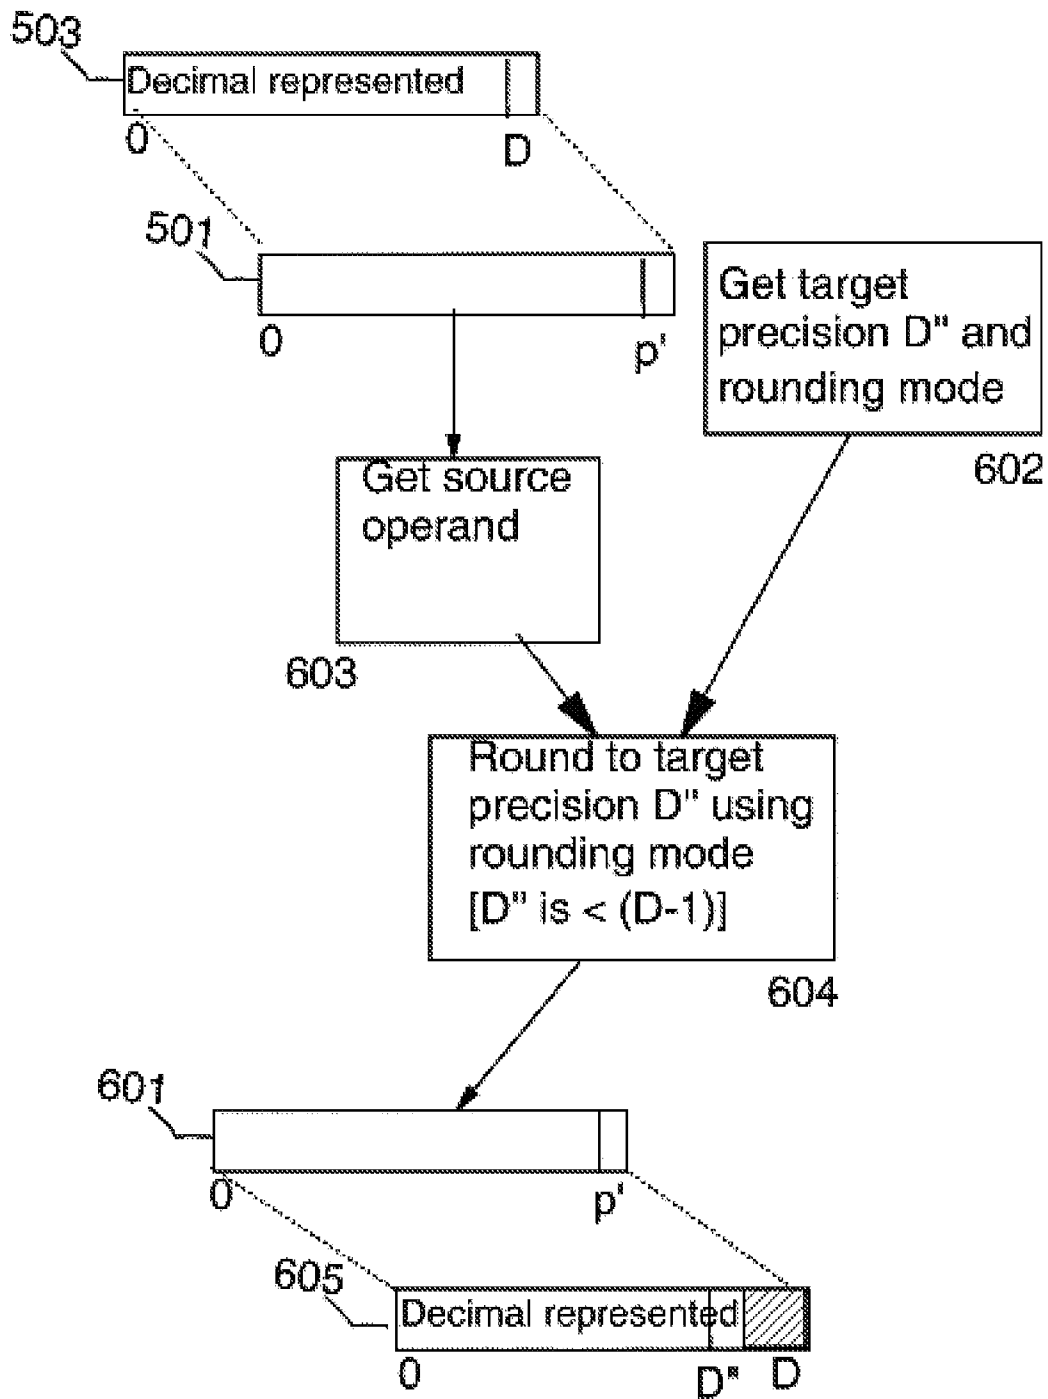 503
Decimal represented
0
D
501
0
p'
Get target
precision D" and
rounding mode
602
Get source
operand
603
Round to target
precision D" using
rounding mode
[D" is < (D-1)]
604
601
0
p'
605
Decimal represented
0
D"
D